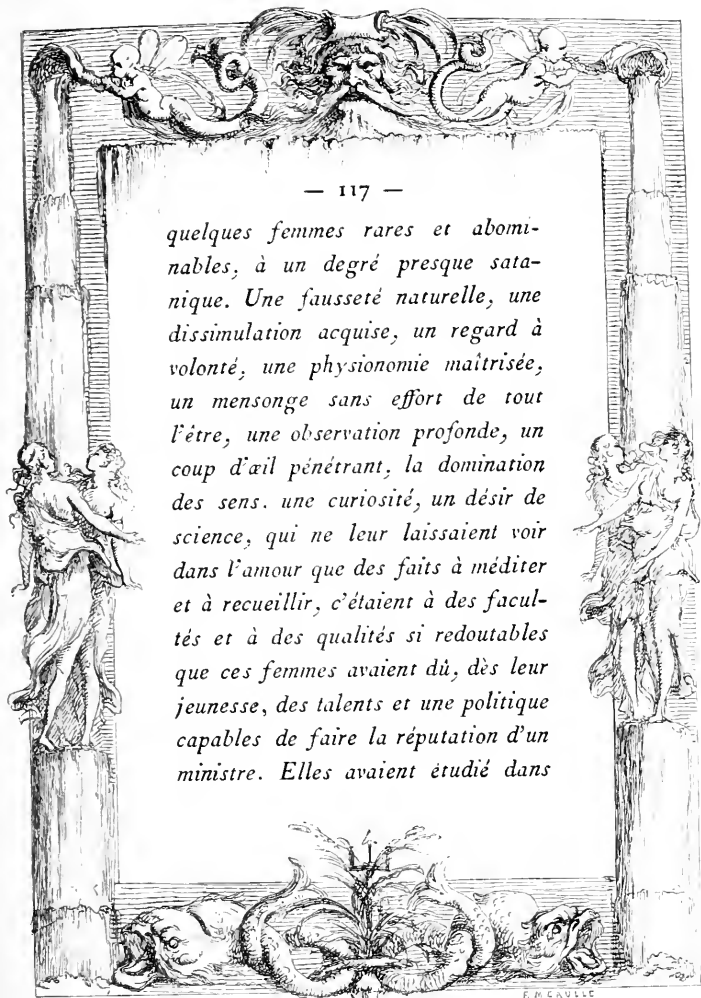 — 117 —
quelques femmes rares et abomi-
nables, à un degré presque sata-
nique. Une fausseté naturelle, une
dissimulation acquise, un regard à
volonté, une physionomie maîtrisée,
un mensonge sans effort de tout
l'être, une observation profonde, un
coup d'œil pénétrant, la domination
des sens. une curiosité, un désir de
science, qui ne leur laissaient voir
dans l'amour que des faits à méditer
et à recueillir, c'étaient à des facul-
tés et à des qualités si redoutables
que ces femmes avaient dû, dès leur
jeunesse, des talents et une politique
capables de faire la réputation d'un
ministre. Elles avaient étudié dans
F. MEAULLE